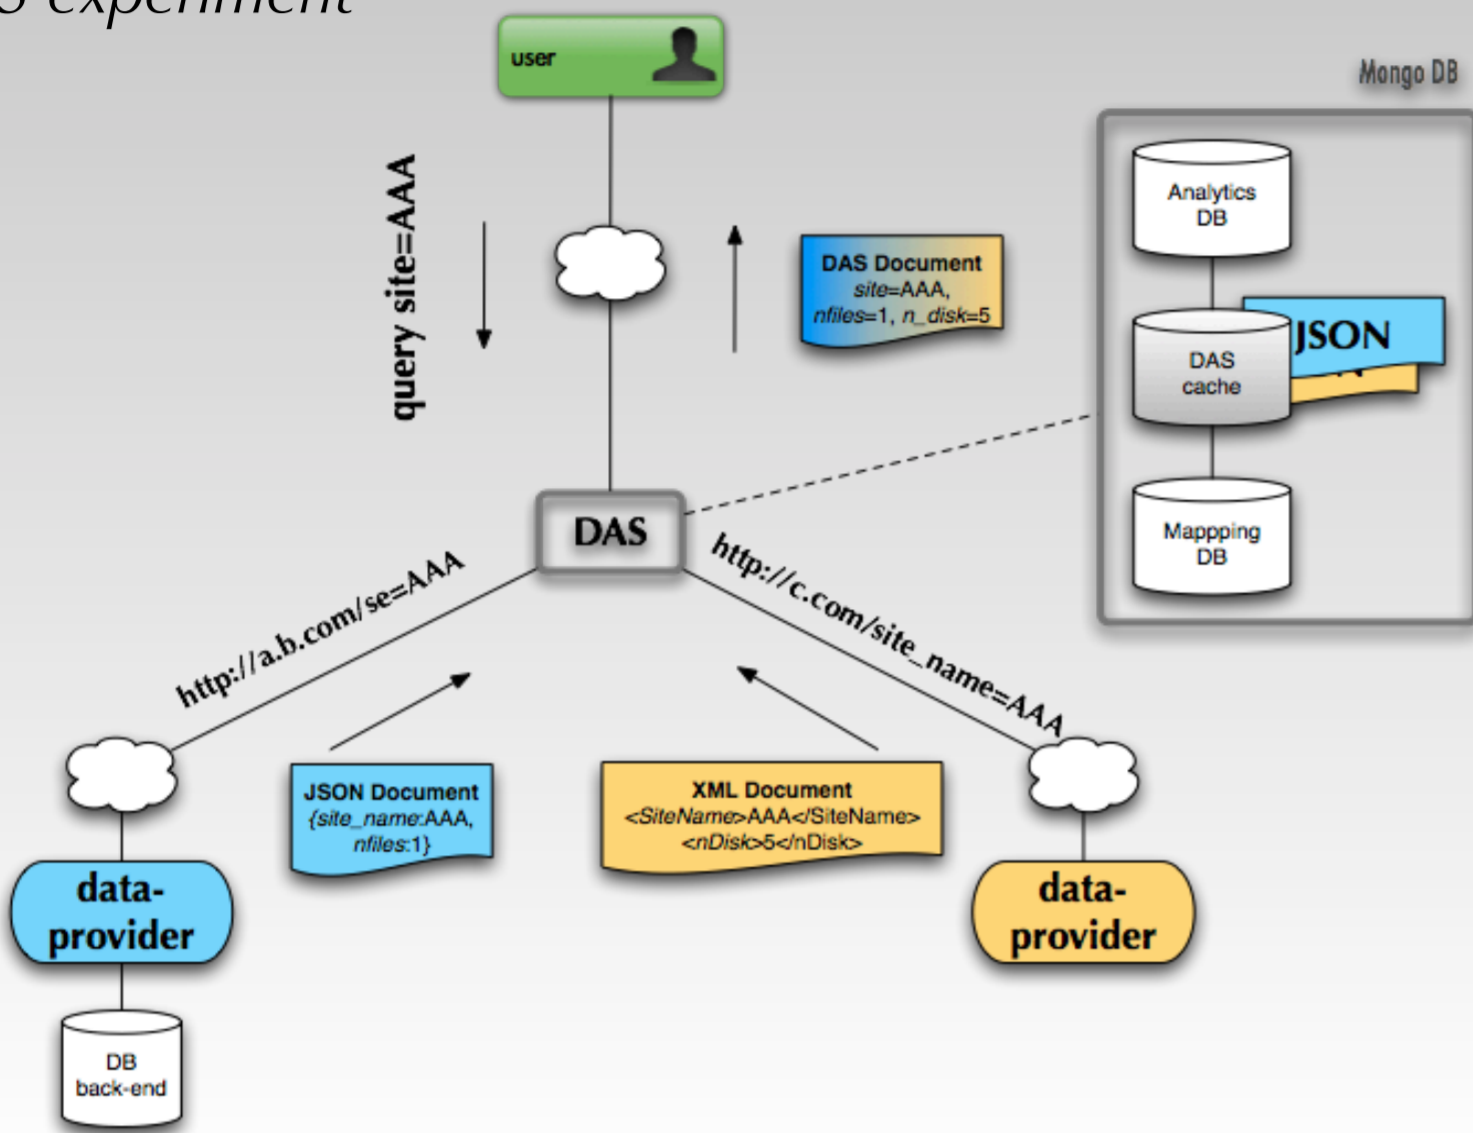 experiment
user
Mongo DB
query site=AAA
DAS Document
site=AAA,
nfiles=1, n_disk=5
Analytics
DB
JSON
DAS
cache
Mappping
DB
DAS
http://a.b.com/se=AAA
http://c.com/site_name=AAA
JSON Document
{site_name:AAA,
nfiles:1}
XML Document
<SiteName>AAA</SiteName>
<nDisk>5</nDisk>
data-
provider
data-
provider
DB
back-end